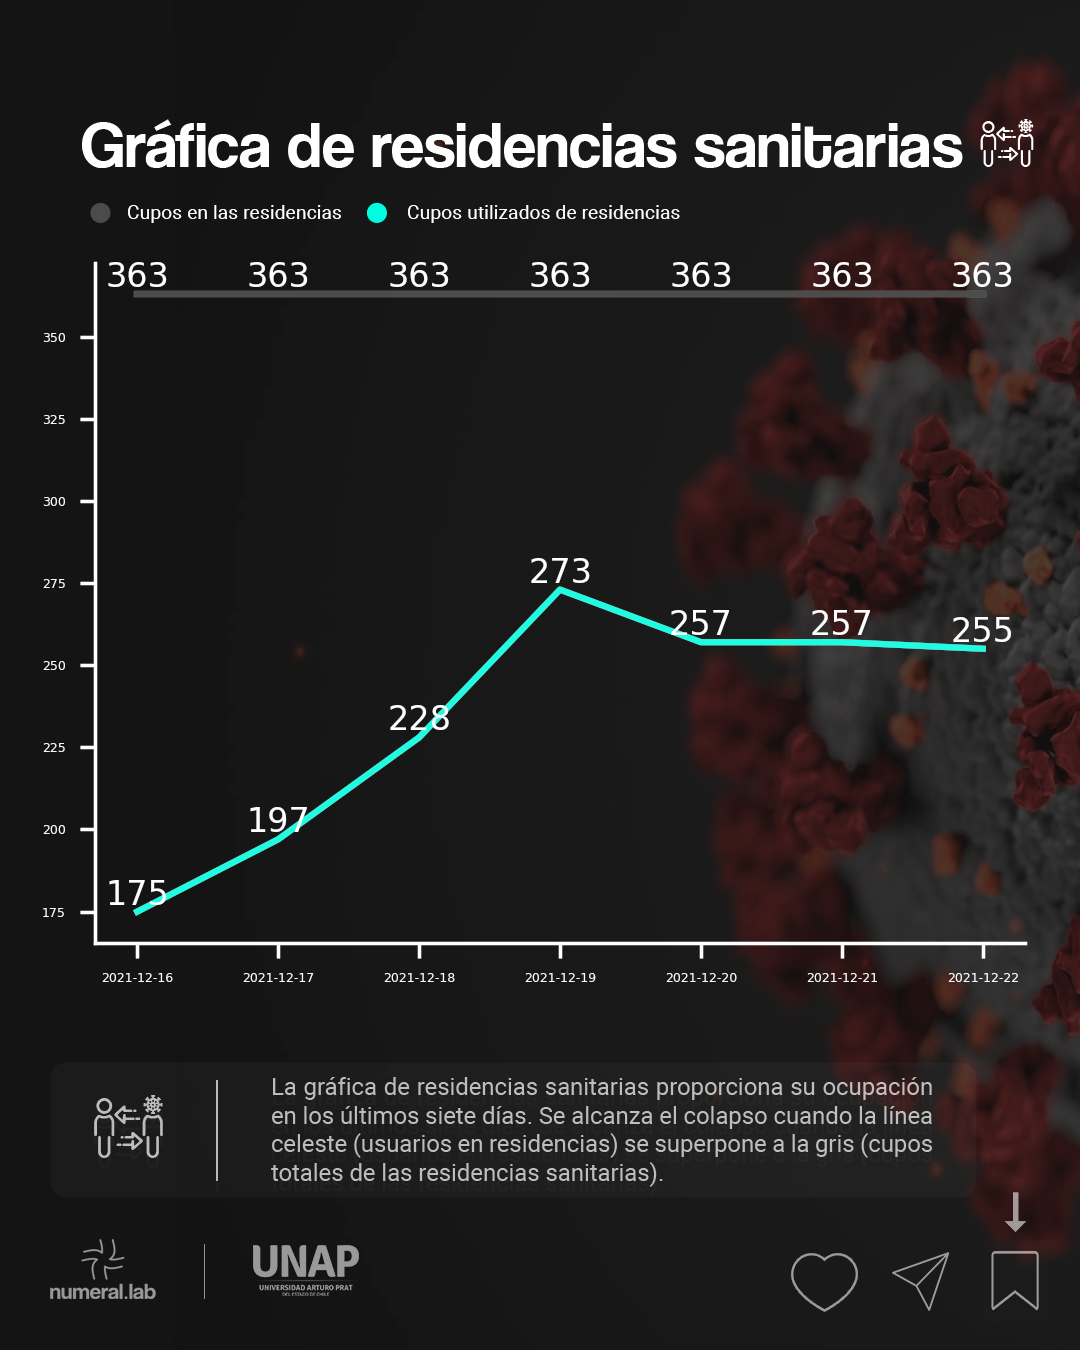 Gráfica de residencias sanitarias
Cupos en las residencias Cupos utilizados de residencias
363 363 363 363 363 363 363
350
325
300
275
250
225
200
175
273
257 257 255
228
197
175
2021-12-16 2021-12-17 2021-12-18 2021-12-19 2021-12-20 2021-12-21 2021-12-22
La gráfica de residencias sanitarias proporciona su ocupación
en los últimos siete días. Se alcanza el colapso cuando la línea
celeste (usuarios en residencias) se superpone a la gris (cupos
totales de las residencias sanitarias).
numeral.lab
UNAP
UNIVERSIDAD ARTURO PRAT
DEL ESTADO DE CHILE